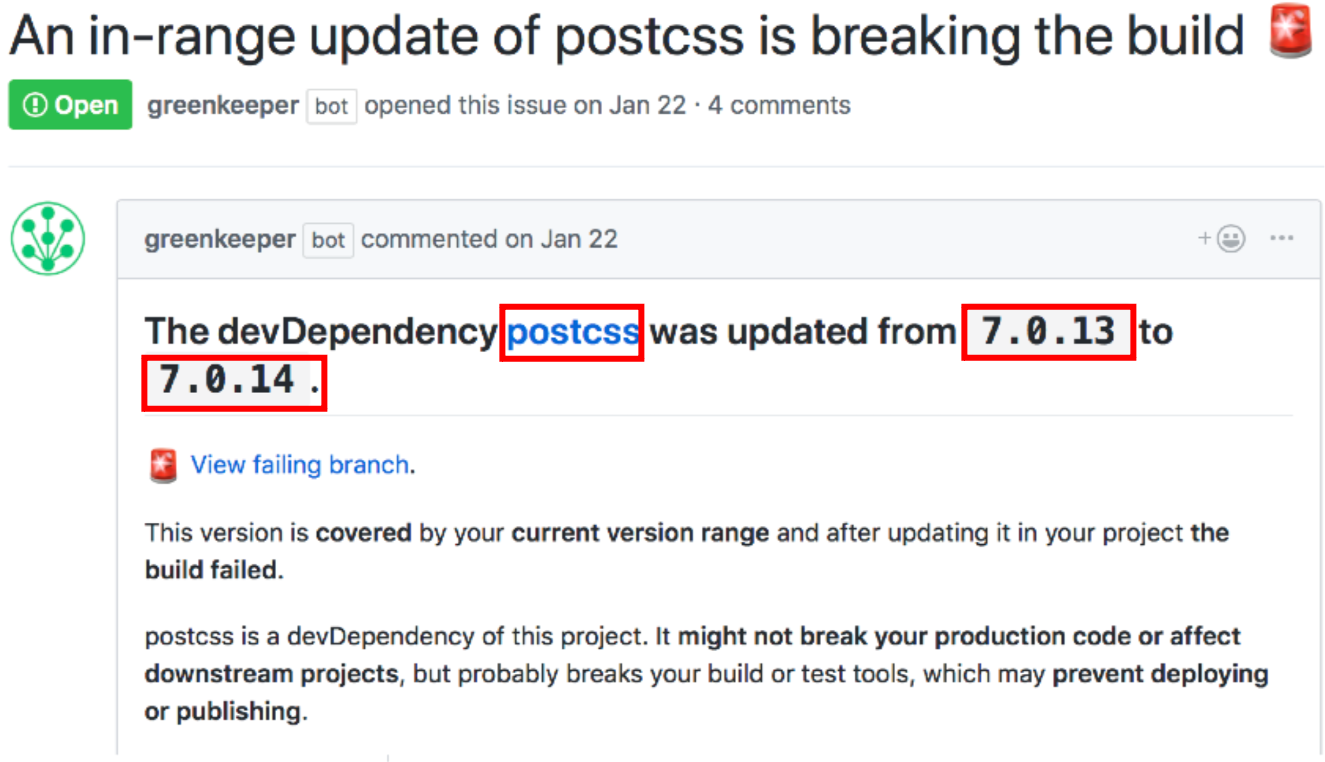 An in-range update of postcss is breaking the build 🚨
Open greenkeeper bot opened this issue on Jan 22 · 4 comments
greenkeeper bot commented on Jan 22
The devDependency postcss was updated from 7.0.13 to
7.0.14 .
🚨 View failing branch.
This version is covered by your current version range and after updating it in your project the
build failed.
postcss is a devDependency of this project. It might not break your production code or affect
downstream projects, but probably breaks your build or test tools, which may prevent deploying
or publishing.